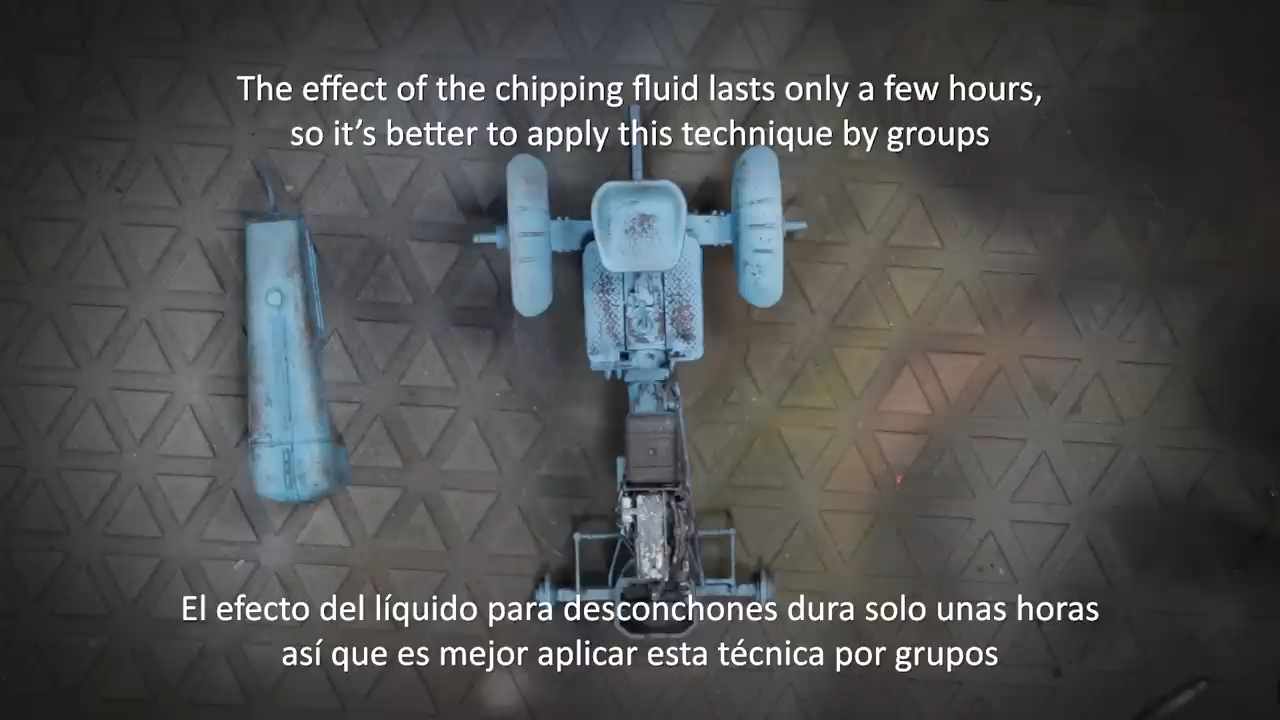 The effect of the chipping fluid lasts only a few hours,
so it's better to apply this technique by groups
El efecto del líquido para desconchones dura solo unas horas
así que es mejor aplicar esta técnica por grupos